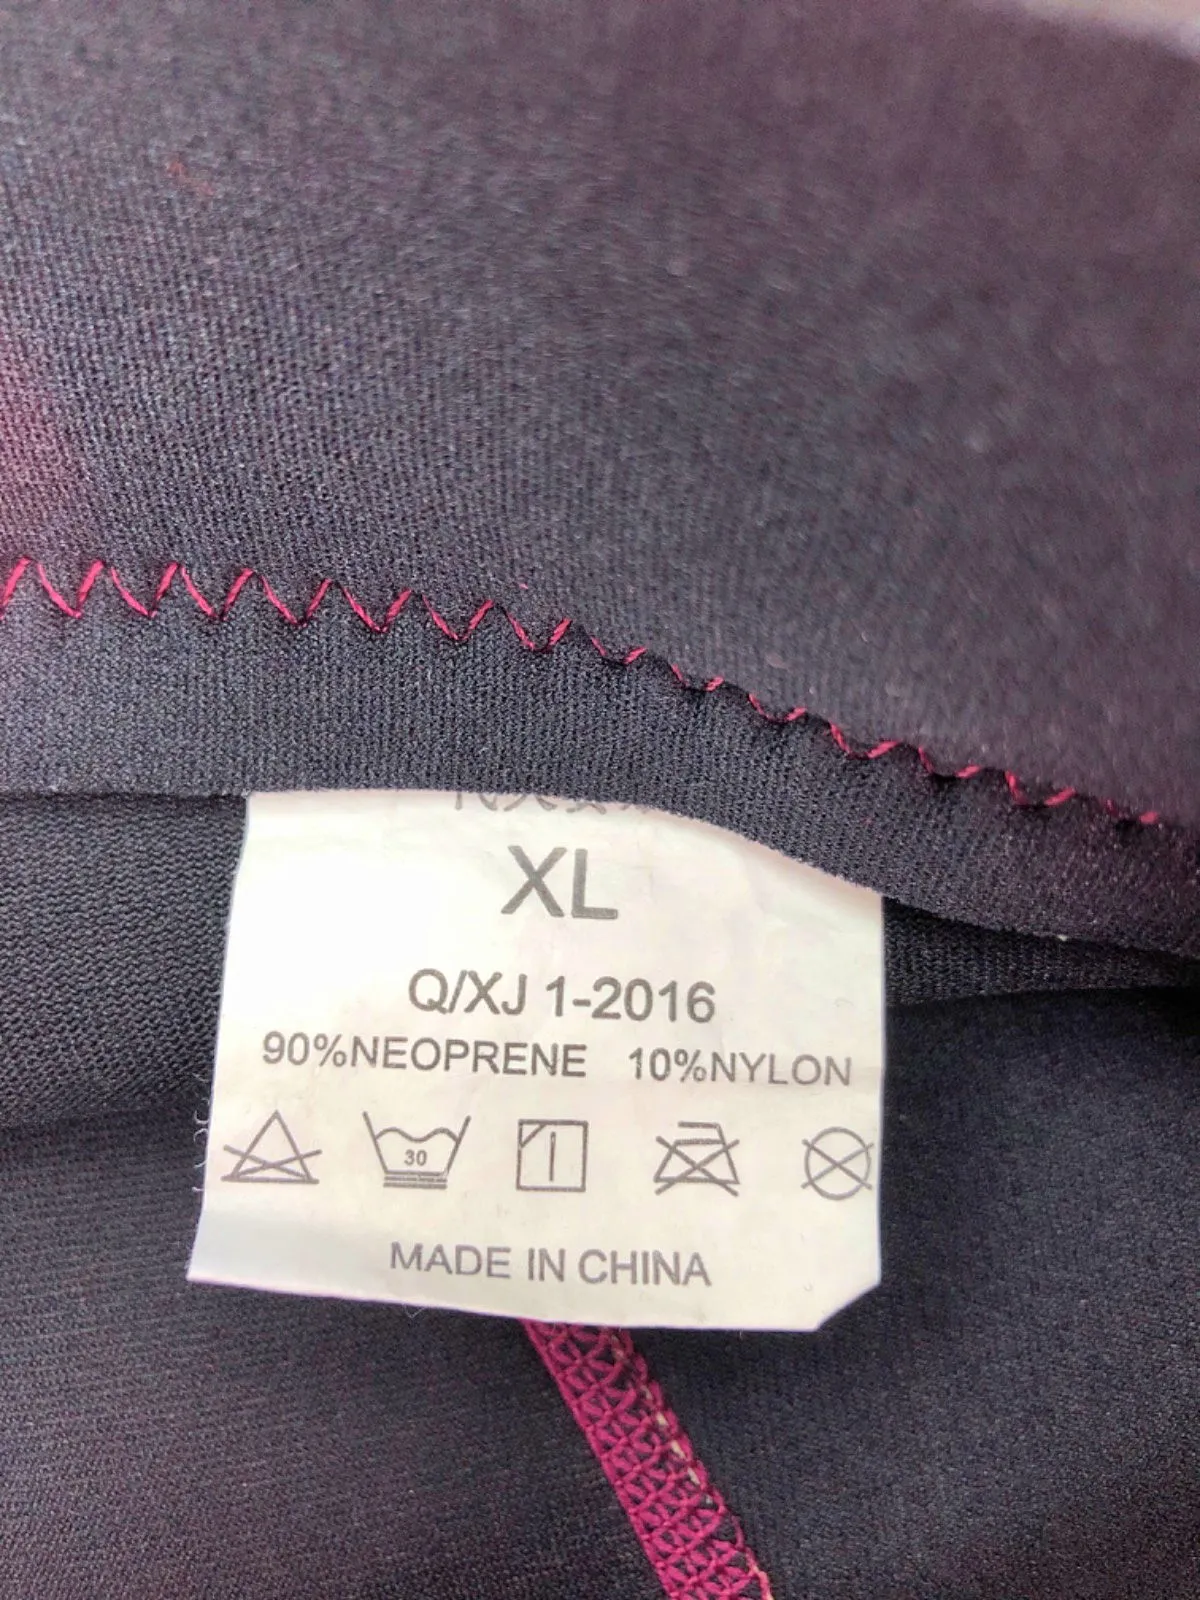 XL
Q/XJ 1-2016
90%NEOPRENE 10%NYLON
30
MADE IN CHINA